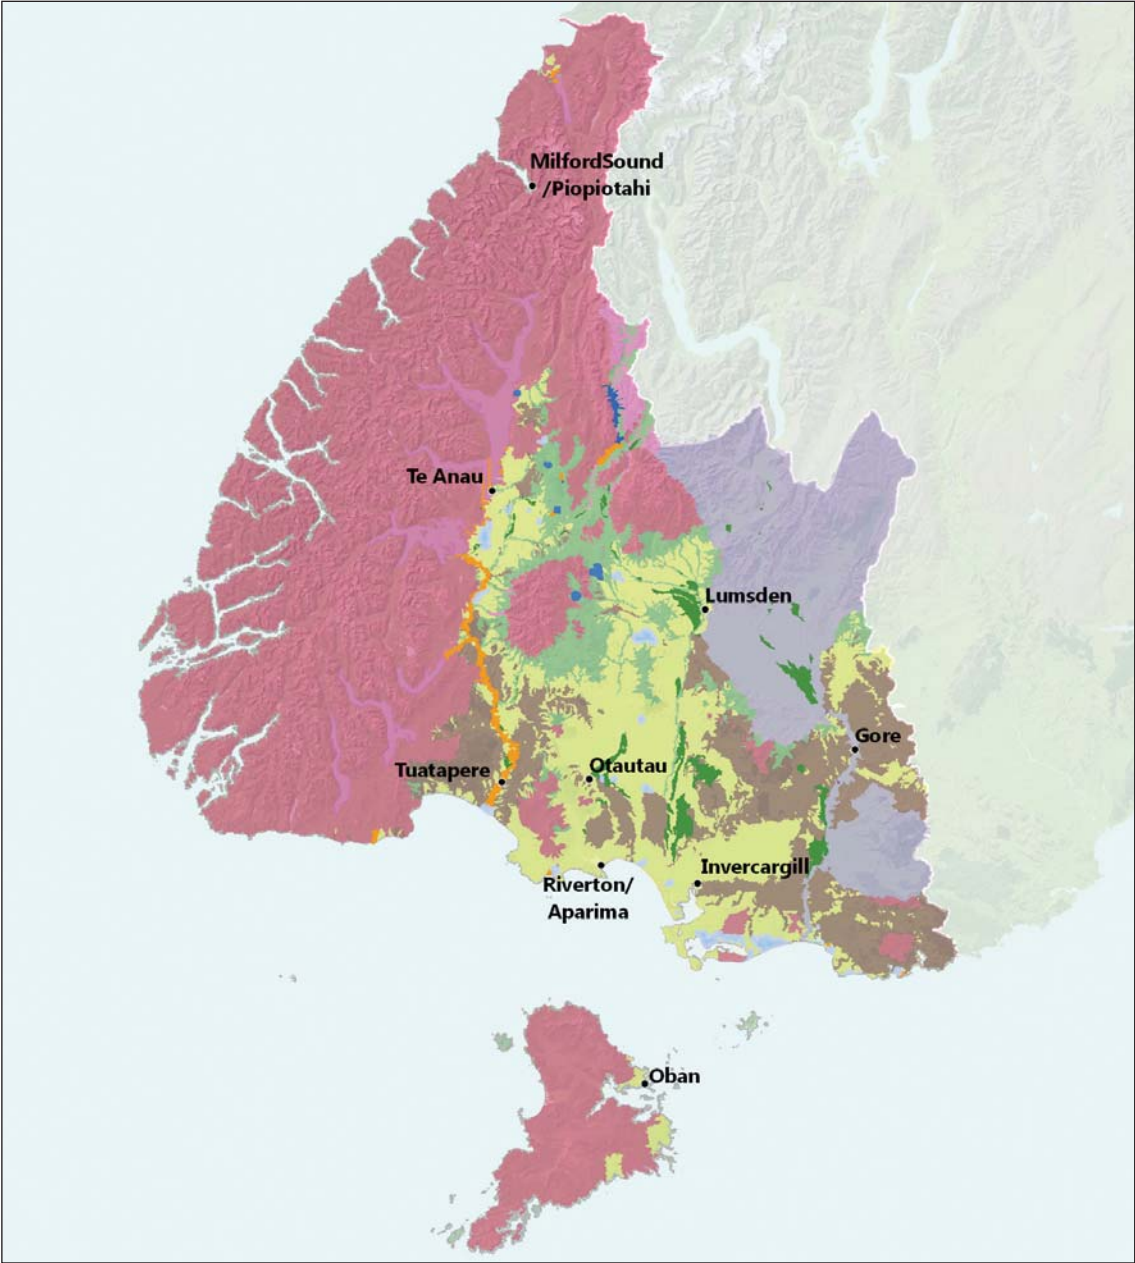 MilfordSound
/Piopiotahi
Te Anau
Lumsden
Gore
Tuatapere
Otautau
Invercargill
Riverton/
Aparima
Oban